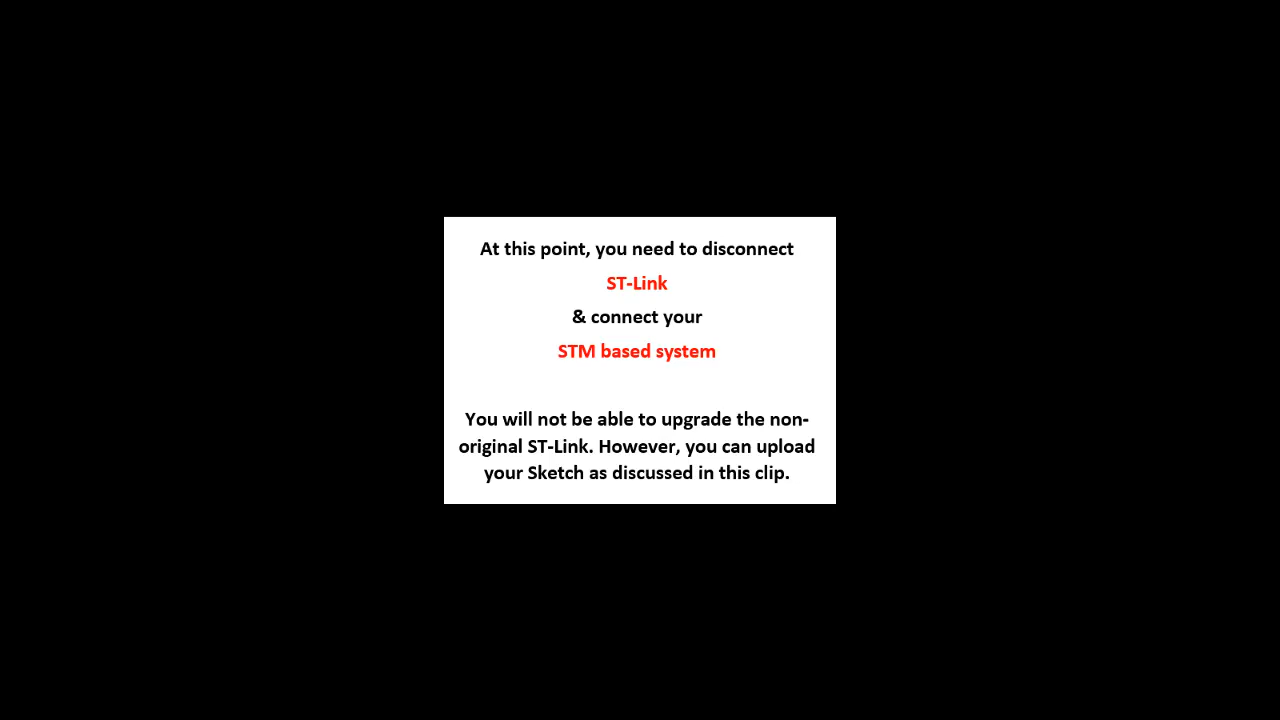 At this point, you need to disconnect
ST-Link
& connect your
STM based system
You will not be able to upgrade the non-
original ST-Link. However, you can upload
your Sketch as discussed in this clip.